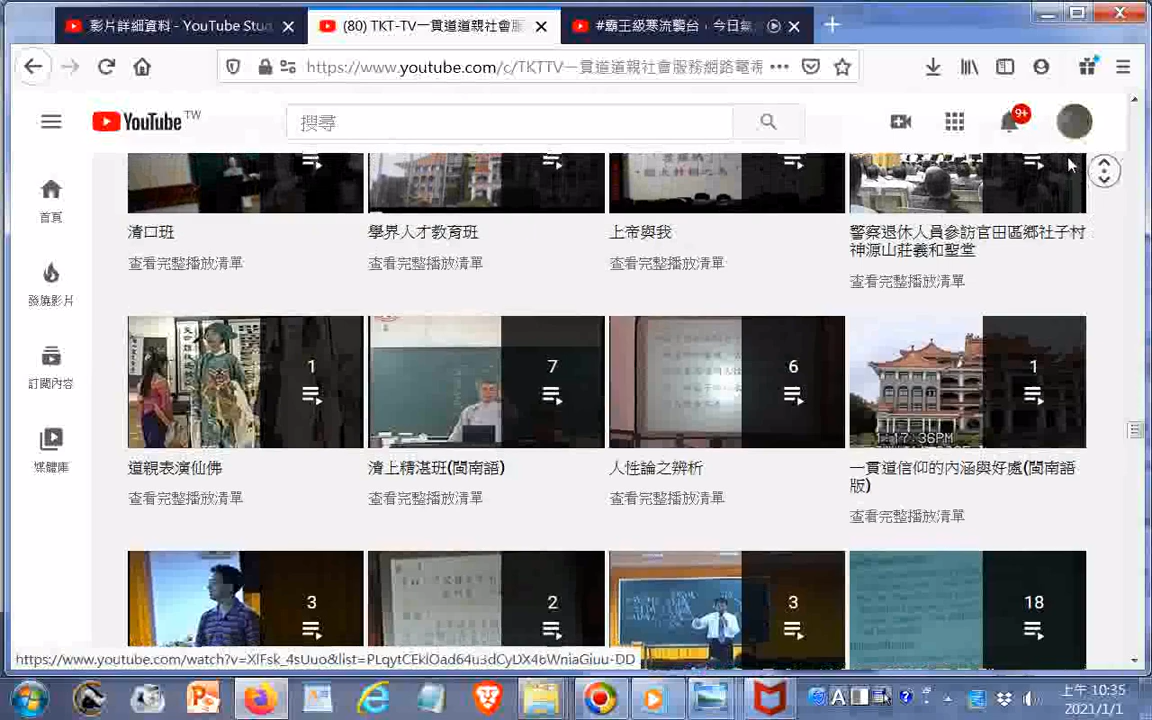 影片詳細資料 - YouTube Stu
(80) TKT-TV一貫道道親社會服
#霸王級寒流襲台，今日氣
https://www.youtube.com/c/TKTTV一貫道道親社會服務網路電視
YouTube TW
搜尋
9+
首頁
發燒影片
訂閱內容
媒體庫
清口班
學界人才教育班
上帝與我
警察退休人員參訪官田區鄉社子村
神源山莊義和聖堂
查看完整播放清單
查看完整播放清單
查看完整播放清單
查看完整播放清單
1
7
6
1
1:17:36PM
道親表演仙佛
清上精湛班(閩南語)
人性論之辨析
一貫道信仰的內涵與好處(閩南語
版)
查看完整播放清單
查看完整播放清單
查看完整播放清單
查看完整播放清單
3
2
3
18
上午 10:35
2021/1/1